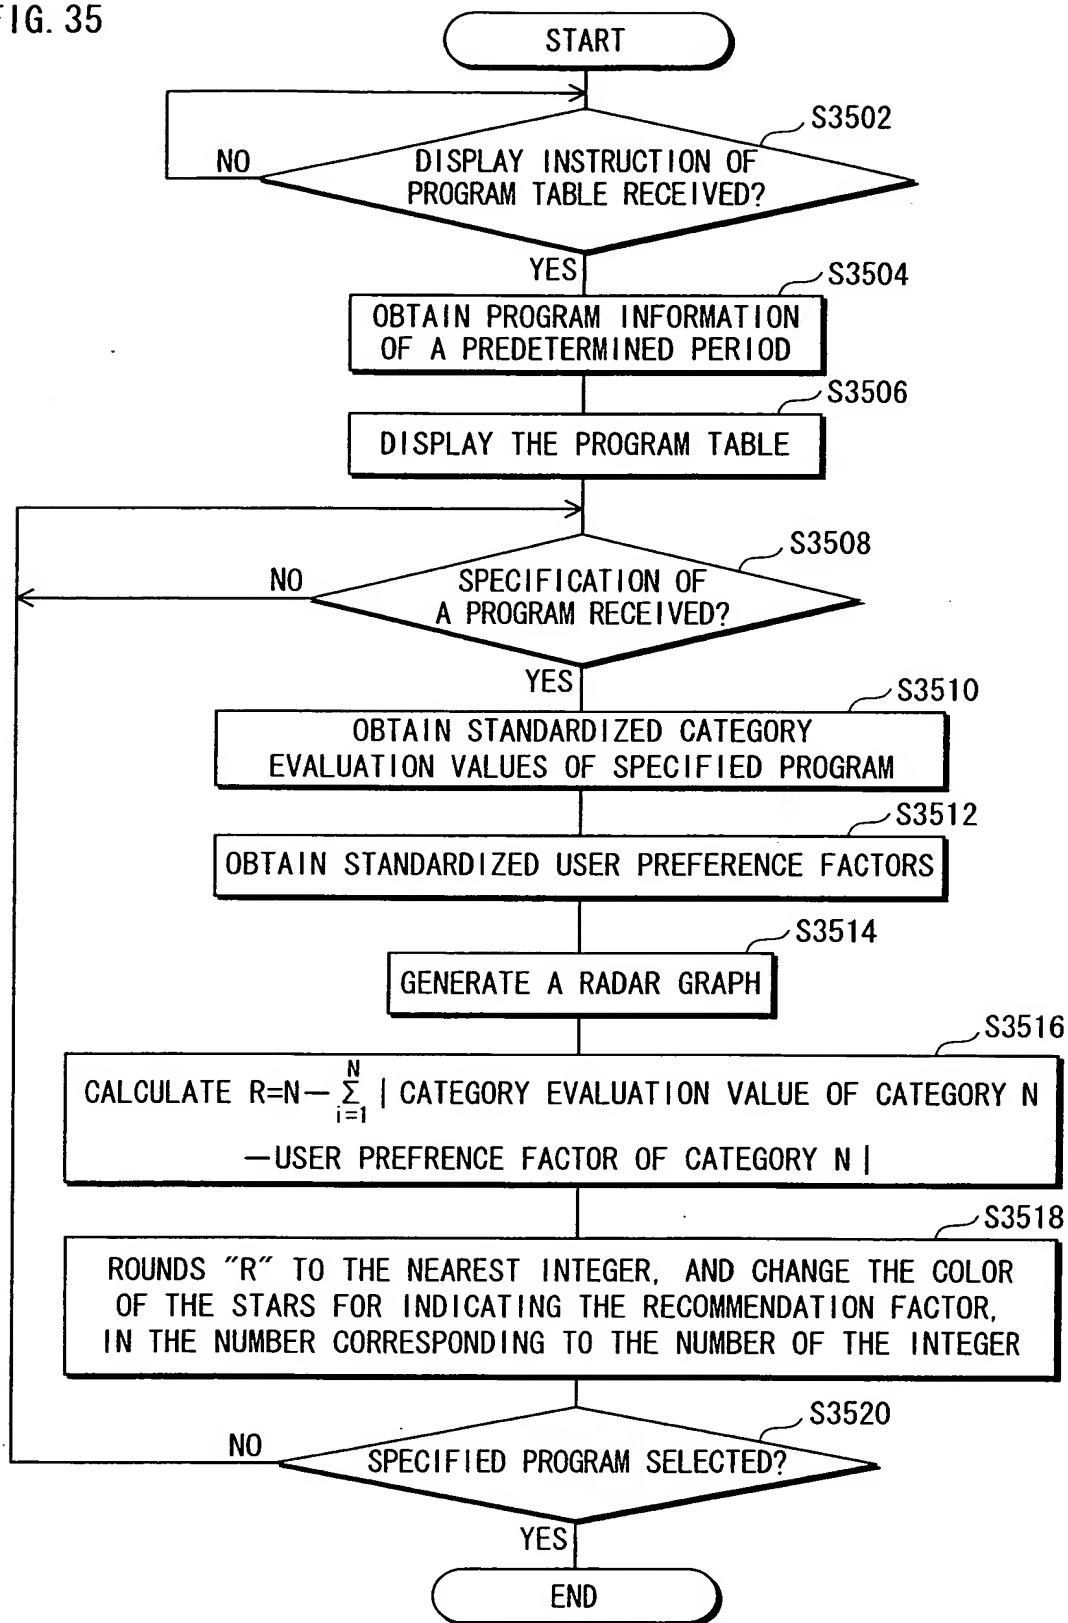 FIG. 35
START
S3502
NO
DISPLAY INSTRUCTION OF
PROGRAM TABLE RECEIVED?
YES
S3504
OBTAIN PROGRAM INFORMATION
OF A PREDETERMINED PERIOD
S3506
DISPLAY THE PROGRAM TABLE
S3508
NO
SPECIFICATION OF
A PROGRAM RECEIVED?
YES
S3510
OBTAIN STANDARDIZED CATEGORY
EVALUATION VALUES OF SPECIFIED PROGRAM
S3512
OBTAIN STANDARDIZED USER PREFERENCE FACTORS
S3514
GENERATE A RADAR GRAPH
S3516
CALCULATE R=N—∑_{i=1}^{N} | CATEGORY EVALUATION VALUE OF CATEGORY N
—USER PREFRENCE FACTOR OF CATEGORY N |
S3518
ROUNDS "R" TO THE NEAREST INTEGER, AND CHANGE THE COLOR
OF THE STARS FOR INDICATING THE RECOMMENDATION FACTOR,
IN THE NUMBER CORRESPONDING TO THE NUMBER OF THE INTEGER
S3520
NO
SPECIFIED PROGRAM SELECTED?
YES
END